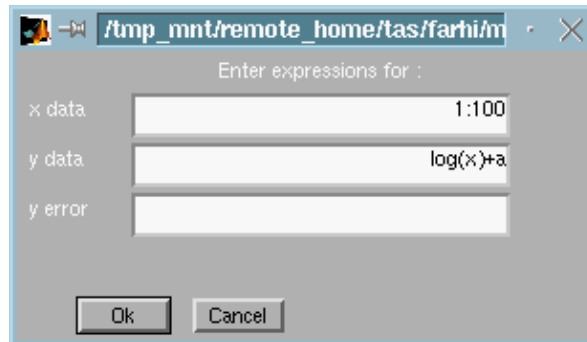 /tmp_mnt/remote_home/tas/farhi/m
Enter expressions for :
x data 1:100
y data log(x)+a
y error
Ok Cancel